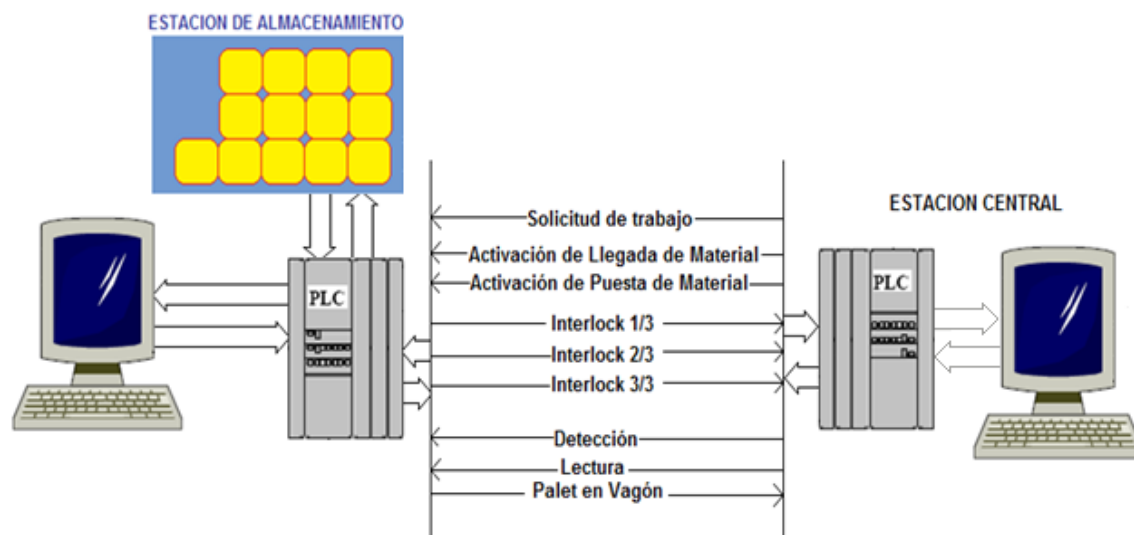 ESTACION DE ALMACENAMIENTO
ESTACION CENTRAL
Solicitud de trabajo
Activación de Llegada de Material
Activación de Puesta de Material
PLC
PLC
Interlock 1/3
Interlock 2/3
Interlock 3/3
Detección
Lectura
Palet en Vagón